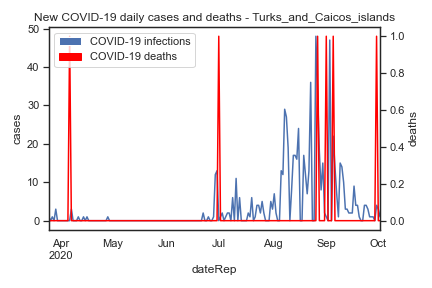 New COVID-19 daily cases and deaths - Turks_and_Caicos_islands
COVID-19 infections
COVID-19 deaths
50
40
30
20
10
0
cases
1.0
0.8
0.6
0.4
0.2
0.0
deaths
Apr
2020
May
Jun
Jul
Aug
Sep
Oct
dateRep